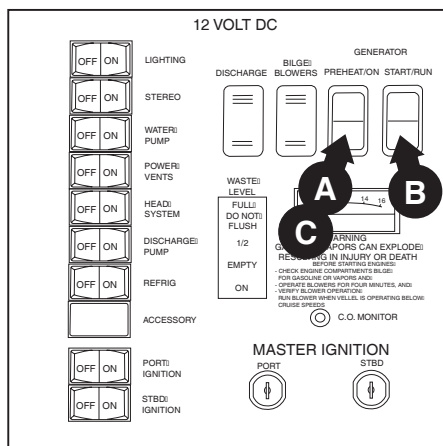 12 VOLT DC
OFF ON LIGHTING
OFF ON STEREO
OFF ON WATER
PUMP
OFF ON POWER
VENTS
OFF ON HEAD
SYSTEM
OFF ON DISCHARGE
PUMP
OFF ON REFRIG
ACCESSORY
OFF ON PORT
IGNITION
OFF ON STBD
IGNITION
DISCHARGE
BILGE
BLOWERS
GENERATOR
PREHEAT/ON START/RUN
A
B
C
14 16
WASTE
LEVEL
FULL
DO NOT
FLUSH
1/2
EMPTY
ON
VAPORS CAN EXPLODE
IN INJURY OR DEATH
BEFORE STARTING ENGINES
- CHECK ENGINE COMPARTMENTS BILGE
FOR GASOLINE OR VAPORS AND
- OPERATE BLOWERS FOR FOUR MINUTES, AND
- VERIFY BLOWER OPERATION
RUN BLOWER WHEN VELLEL IS OPERATING BELOW
CRUISE SPEEDS
C.O. MONITOR
MASTER IGNITION
PORT STBD